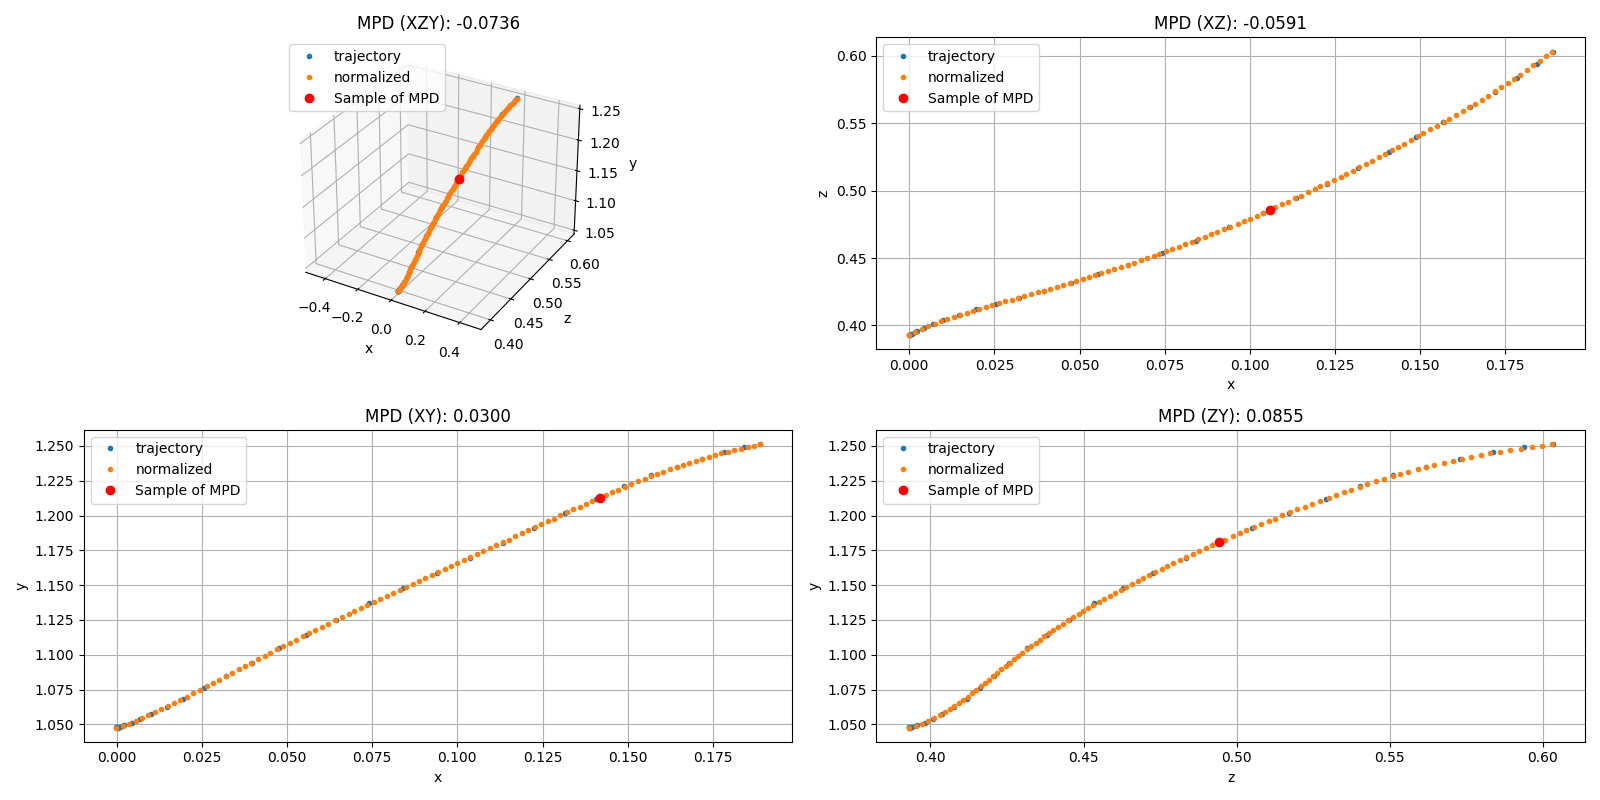 MPD (XZY): -0.0736
trajectory
normalized
Sample of MPD
1.25
1.20
1.15
1.10
1.05
y
0.60
0.55
0.50
0.45
0.40
z
−0.4
−0.2
0.0
0.2
0.4
x
MPD (XZ): -0.0591
trajectory
normalized
Sample of MPD
0.60
0.55
0.50
0.45
0.40
z
0.000 0.025 0.050 0.075 0.100 0.125 0.150 0.175
x
MPD (XY): 0.0300
trajectory
normalized
Sample of MPD
1.250
1.225
1.200
1.175
1.150
1.125
1.100
1.075
1.050
y
0.000 0.025 0.050 0.075 0.100 0.125 0.150 0.175
x
MPD (ZY): 0.0855
trajectory
normalized
Sample of MPD
1.250
1.225
1.200
1.175
1.150
1.125
1.100
1.075
1.050
y
0.40 0.45 0.50 0.55 0.60
z